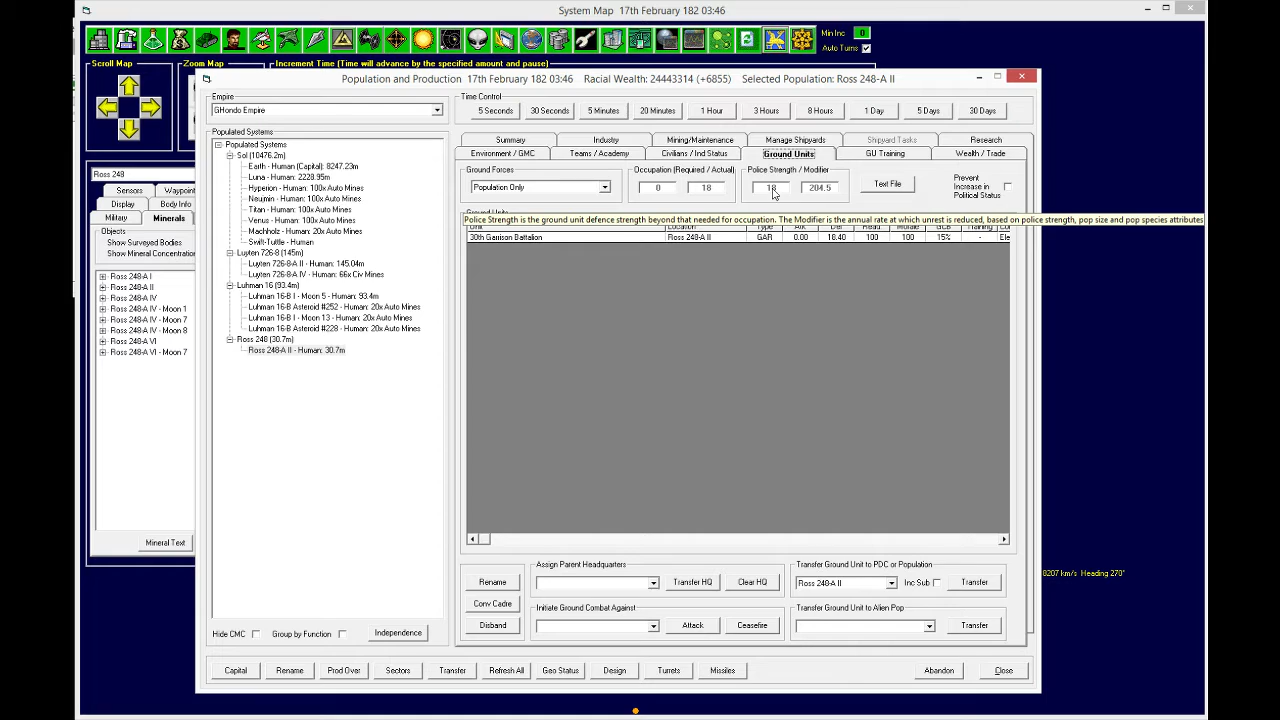 System Map   17th February 182 03:46
Min Inc 0
Auto Turns
Scroll Map
Zoom Map
Increment Time (Time will advance by the specified amount and pause)
Population and Production   17th February 182 03:46   Racial Wealth: 24443314 (+6855)   Selected Population: Ross 248-A II
Ross 248
Sensors
Waypoint
Display
Body Info
Military
Minerals
Objects
Show Surveyed Bodies
Show Mineral Concentration
Ross 248-A I
Ross 248-A II
Ross 248-A IV
Ross 248-A IV - Moon 1
Ross 248-A IV - Moon 7
Ross 248-A IV - Moon 8
Ross 248-A VI
Ross 248-A VI - Moon 7
Mineral Text
Empire
GHondo Empire
Populated Systems
Populated Systems
Sol (10476.2m)
Earth - Human (Capital): 8247.23m
Luna - Human: 2228.95m
Hyperion - Human: 100x Auto Mines
Neujmin - Human: 100x Auto Mines
Titan - Human: 100x Auto Mines
Venus - Human: 100x Auto Mines
Machholz - Human: 20x Auto Mines
Swift-Tuttle - Human
Luyten 726-8 (145m)
Luyten 726-8-A II - Human: 145.04m
Luyten 726-8-A IV - Human: 66x Civ Mines
Luhman 16 (93.4m)
Luhman 16-B I - Moon 5 - Human: 93.4m
Luhman 16-B Asteroid #252 - Human: 20x Auto Mines
Luhman 16-B I - Moon 13 - Human: 20x Auto Mines
Luhman 16-B Asteroid #228 - Human: 20x Auto Mines
Ross 248 (30.7m)
Ross 248-A II - Human: 30.7m
Hide CMC
Group by Function
Independence
Time Control
5 Seconds   30 Seconds   5 Minutes   20 Minutes   1 Hour   3 Hours   8 Hours   1 Day   5 Days   30 Days
Summary   Industry   Mining/Maintenance   Manage Shipyards   Shipyard Tasks   Research
Environment / GMC   Teams / Academy   Civilians / Ind Status   Ground Units   GU Training   Wealth / Trade
Ground Forces
Population Only
Occupation (Required / Actual)
0   18
Police Strength / Modifier
18   204.5
Text File
Prevent
Increase in
Political Status
Police Strength is the ground unit defence strength beyond that needed for occupation. The Modifier is the annual rate at which unrest is reduced, based on police strength, pop size and pop species attributes
30th Garrison Battalion   Ross 248-A II   GAR   0.00   18.40   100   100   15%   -   Ele
8207 km/s  Heading 270°
Rename
Conv Cadre
Disband
Assign Parent Headquarters
Transfer HQ
Clear HQ
Initiate Ground Combat Against
Attack
Ceasefire
Transfer Ground Unit to PDC or Population
Ross 248-A II
Inc Sub
Transfer
Transfer Ground Unit to Alien Pop
Transfer
Capital   Rename   Prod Over   Sectors   Transfer   Refresh All   Geo Status   Design   Turrets   Missiles   Abandon   Close